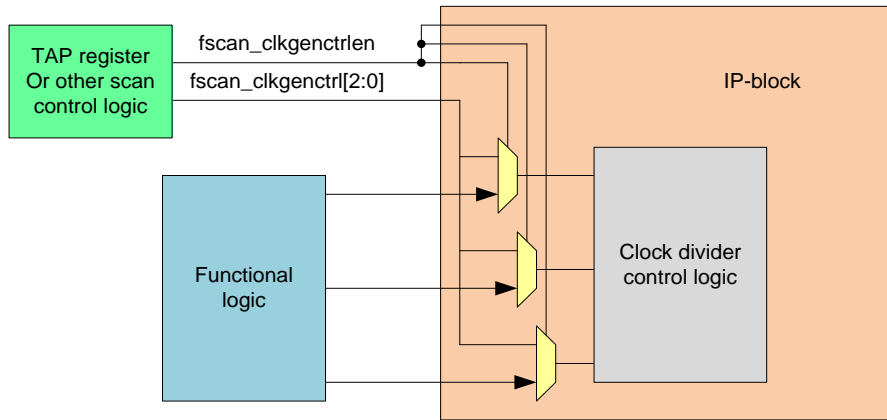 TAP register
Or other scan
control logic
fscan_clkgenctrlen
fscan_clkgenctrl[2:0]
IP-block
Functional
logic
Clock divider
control logic